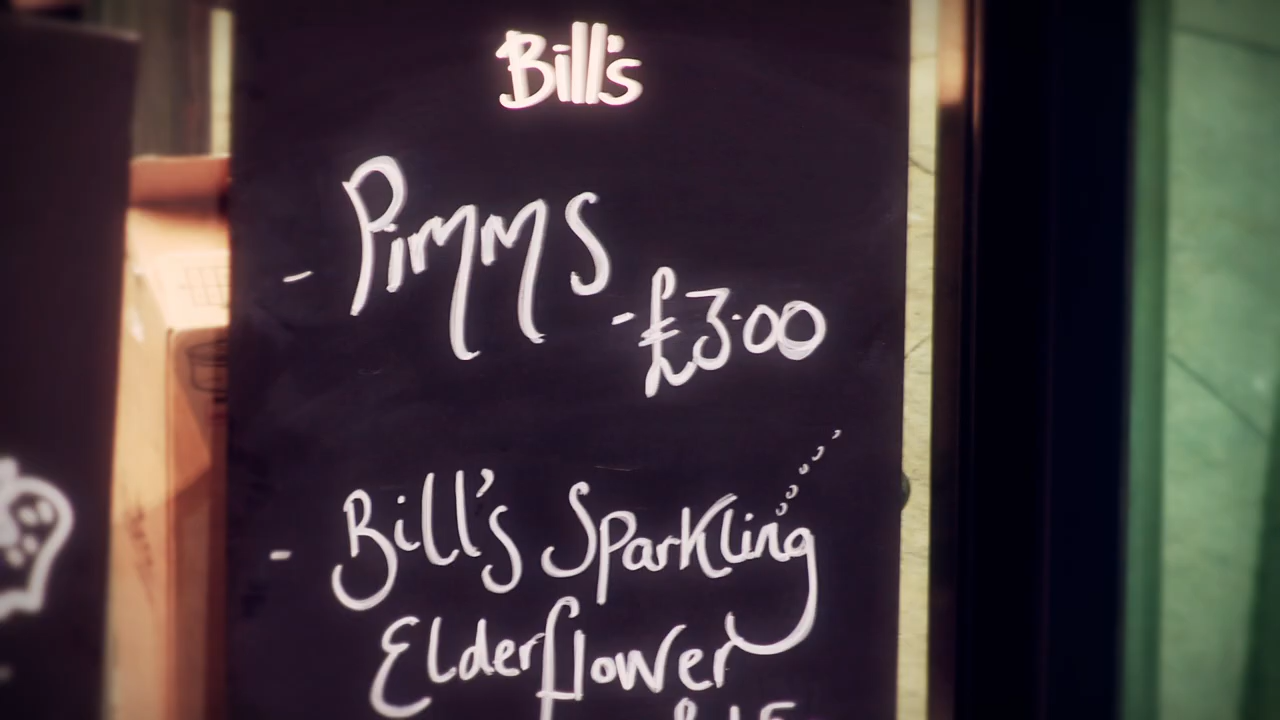 Bill's
- Pimms
- £3.00
- Bill's Sparkling
Elderflower